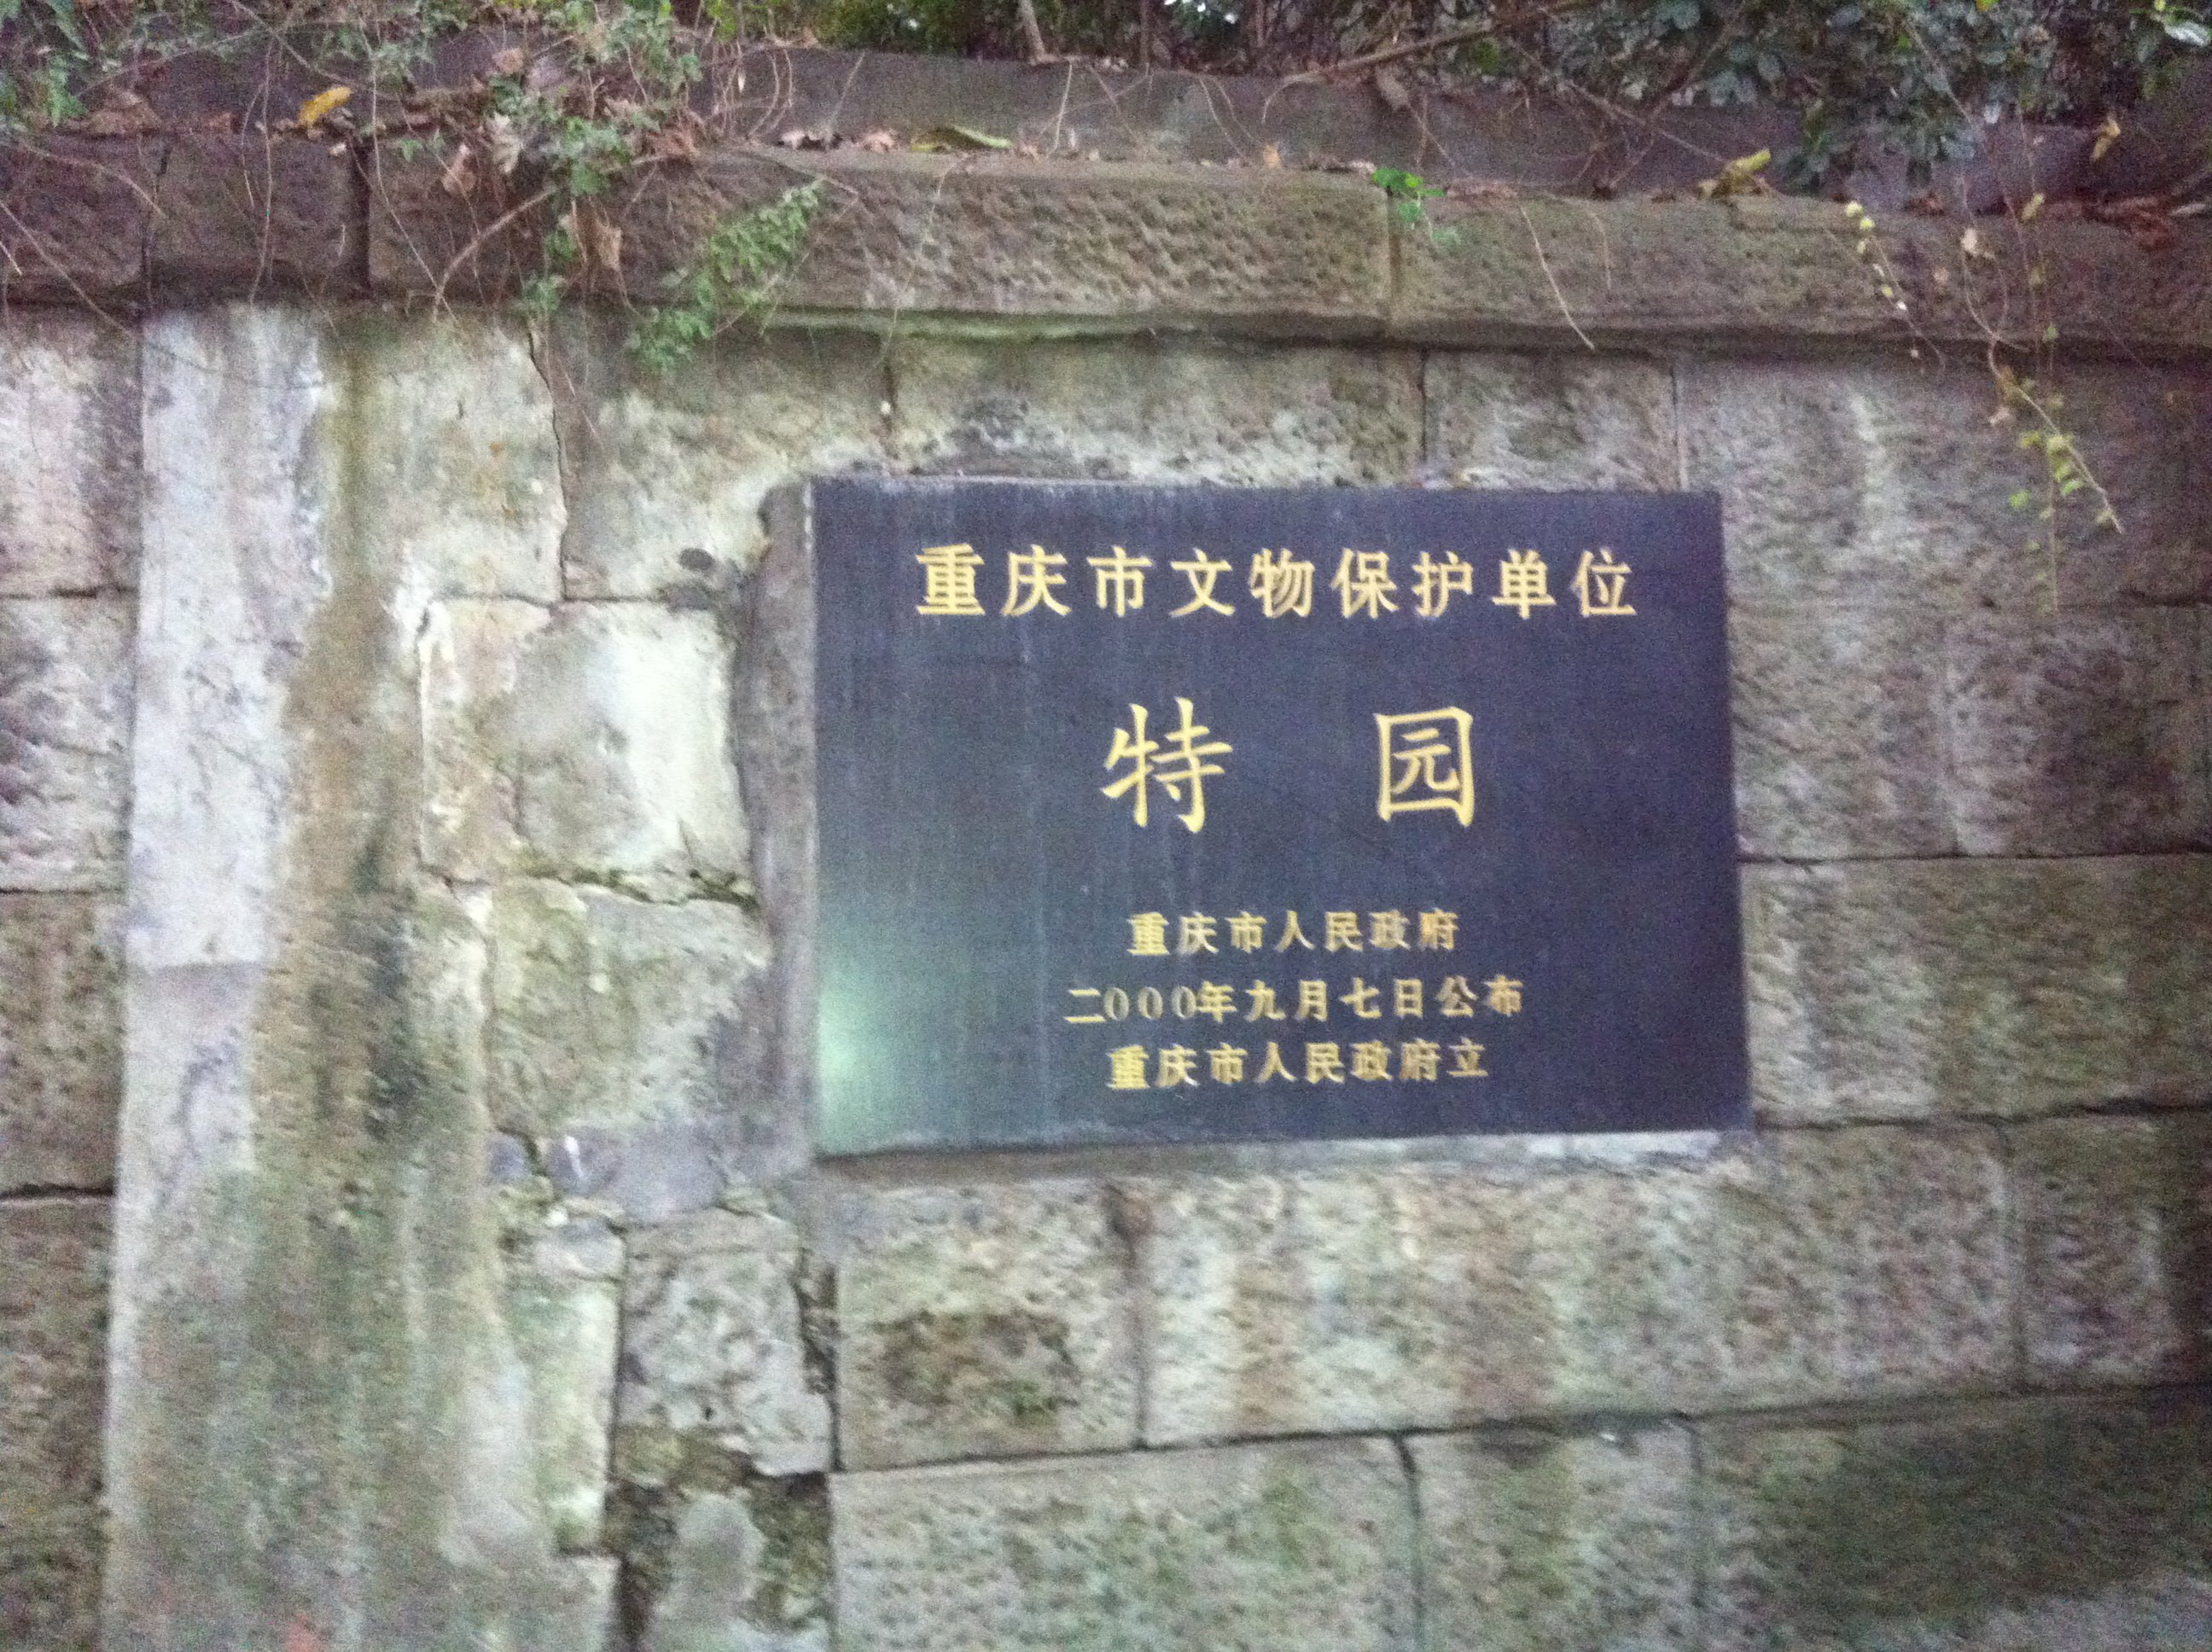 重庆市文物保护单位
特园
重庆市人民政府
二000年九月七日公布
重庆市人民政府立